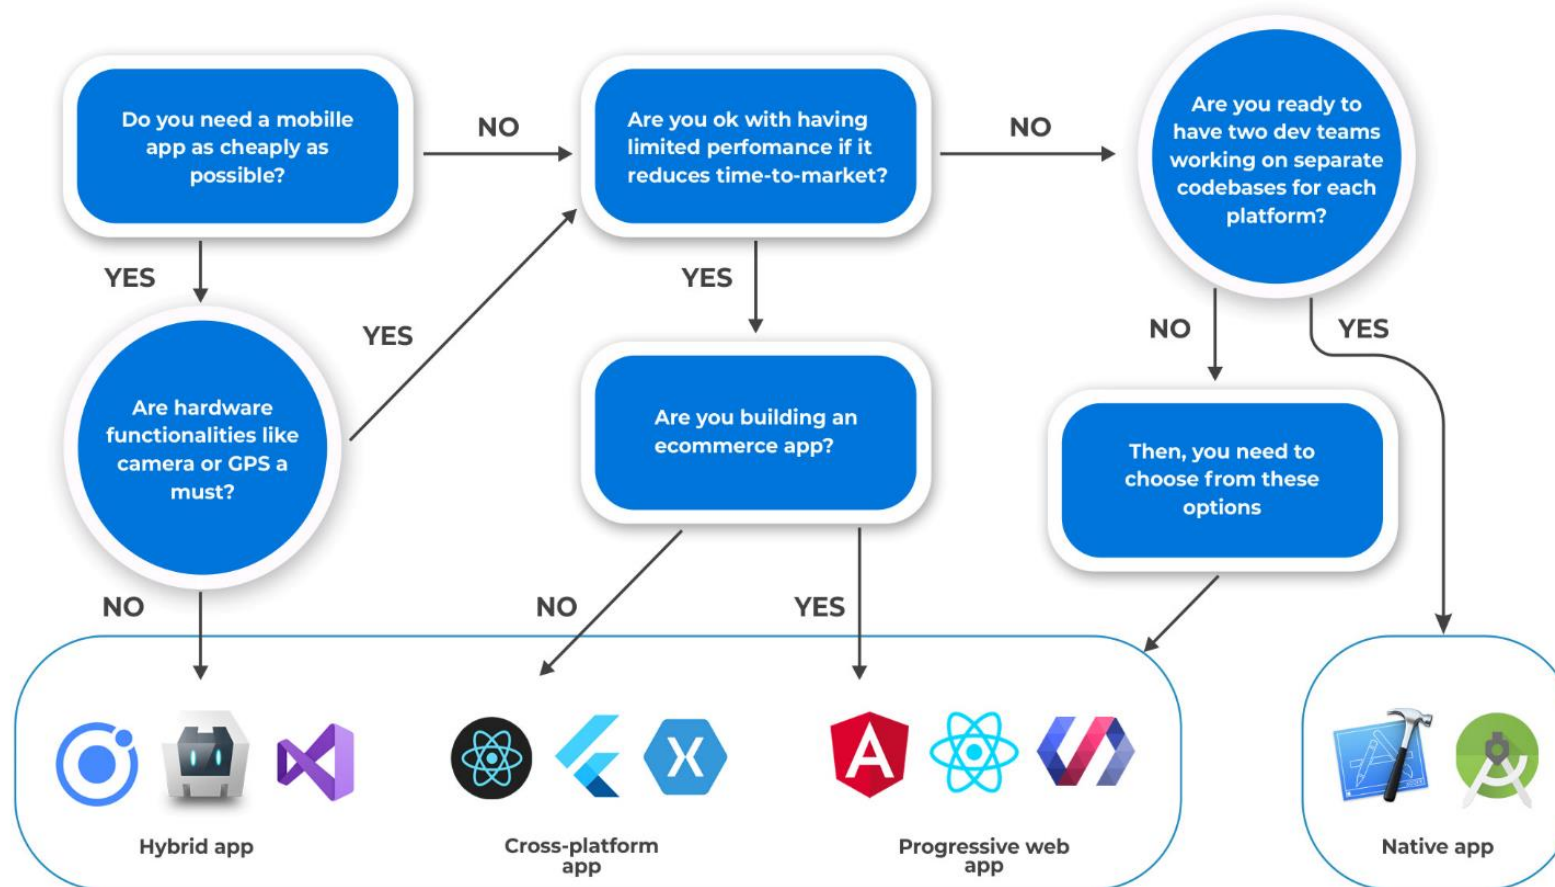 Do you need a mobille
app as cheaply as
possible?
NO
Are you ok with having
limited perfomance if it
reduces time-to-market?
NO
Are you ready to
have two dev teams
working on separate
codebases for each
platform?
YES
YES
YES
NO
YES
Are hardware
functionalities like
camera or GPS a
must?
Are you building an
ecommerce app?
Then, you need to
choose from these
options
NO
NO
YES
Hybrid app
Cross-platform
app
Progressive web
app
Native app